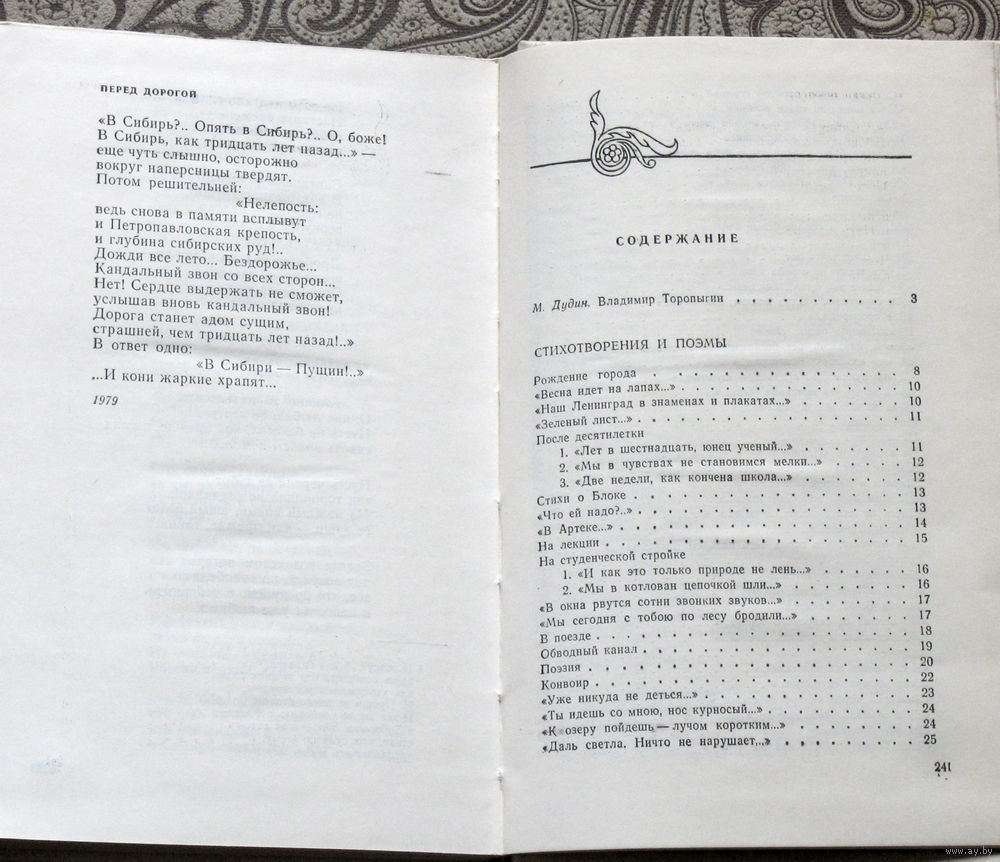 ПЕРЕД ДОРОГОЙ
«В Сибирь?.. Опять в Сибирь?.. О, боже!
В Сибирь, как тридцать лет назад...» —
еще чуть слышно, осторожно
вокруг наперсницы твердят.
Потом решительней:
«Нелепость:
ведь снова в памяти всплывут
и Петропавловская крепость,
и глубина сибирских руд!..
Дожди все лето... Бездорожье...
Кандальный звон со всех сторон...
Нет! Сердце выдержать не сможет,
услышав вновь кандальный звон!
Дорога станет адом сущим,
страшней, чем тридцать лет назад!..»
В ответ одно:
«В Сибири — Пущин!..»
...И кони жаркие храпят...
1979
СОДЕРЖАНИЕ
М. Дудин. Владимир Торопыгин . . . . . . . . . . . 3
СТИХОТВОРЕНИЯ И ПОЭМЫ
Рождение города . . . . . . . . . . . . . . . 8
«Весна идет на лапах...» . . . . . . . . . . . . . 10
«Наш Ленинград в знаменах и плакатах...» . . . . . . . 10
«Зеленый лист...» . . . . . . . . . . . . . . . 11
После десятилетки
1. «Лет в шестнадцать, юнец ученый...» . . . . . . . 11
2. «Мы в чувствах не становимся мелки...» . . . . . . 12
3. «Две недели, как кончена школа...» . . . . . . . 12
Стихи о Блоке . . . . . . . . . . . . . . . . 13
«Что ей надо?..» . . . . . . . . . . . . . . . 13
«В Артеке...» . . . . . . . . . . . . . . . . 14
На лекции . . . . . . . . . . . . . . . . . 15
На студенческой стройке
1. «И как это только природе не лень...» . . . . . . 16
2. «Мы в котлован цепочкой шли...» . . . . . . . . 16
«В окна рвутся сотни звонких звуков...» . . . . . . . . 17
«Мы сегодня с тобою по лесу бродили...» . . . . . . . 17
В поезде . . . . . . . . . . . . . . . . . 18
Обводный канал . . . . . . . . . . . . . . . 19
Поэзия . . . . . . . . . . . . . . . . . . 20
Конвоир . . . . . . . . . . . . . . . . . 22
«Уже никуда не деться...» . . . . . . . . . . . . 23
«Ты идешь со мною, нос курносый...» . . . . . . . . . 24
«К озеру пойдешь — лучом коротким...» . . . . . . . . 24
«Даль светла. Ничто не нарушает...» . . . . . . . . . 25
241
www.ay.by